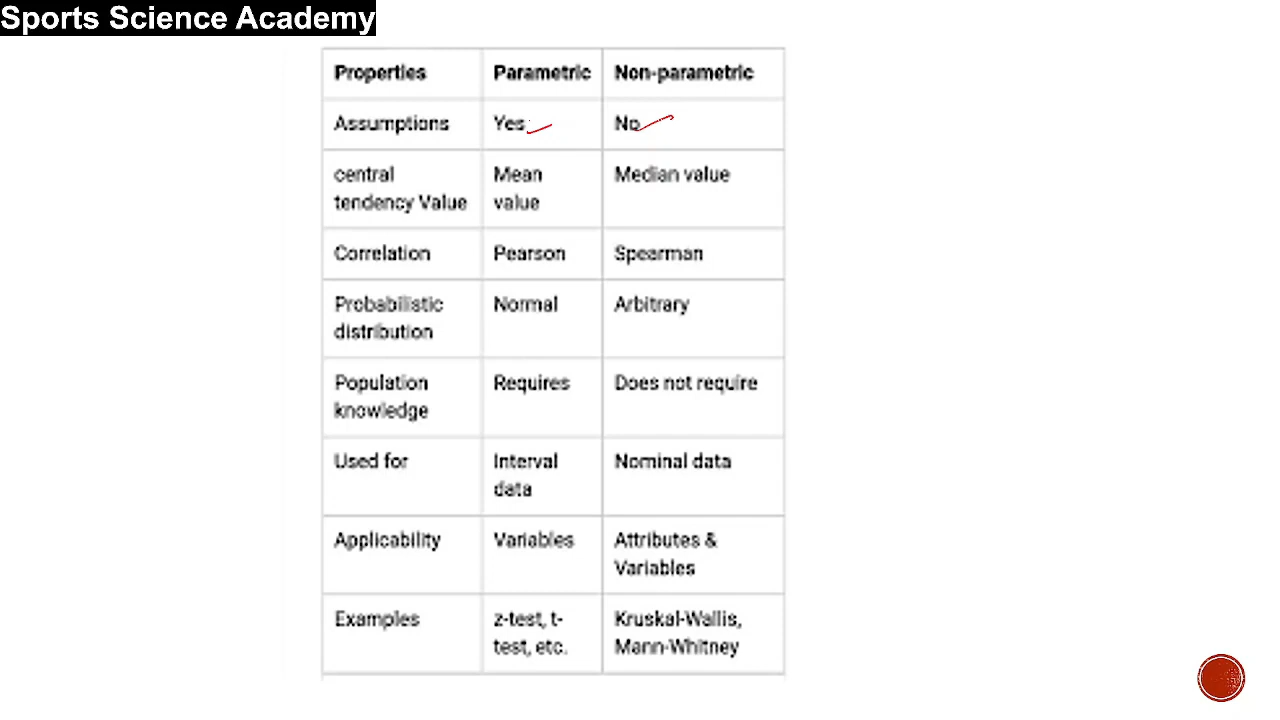 Sports Science Academy
Properties Parametric Non-parametric
Assumptions Yes No
central Mean Median value
tendency Value value
Correlation Pearson Spearman
Probabilistic Normal Arbitrary
distribution
Population Requires Does not require
knowledge
Used for Interval Nominal data
data
Applicability Variables Attributes &
Variables
Examples z-test, t- Kruskal-Wallis,
test, etc. Mann-Whitney